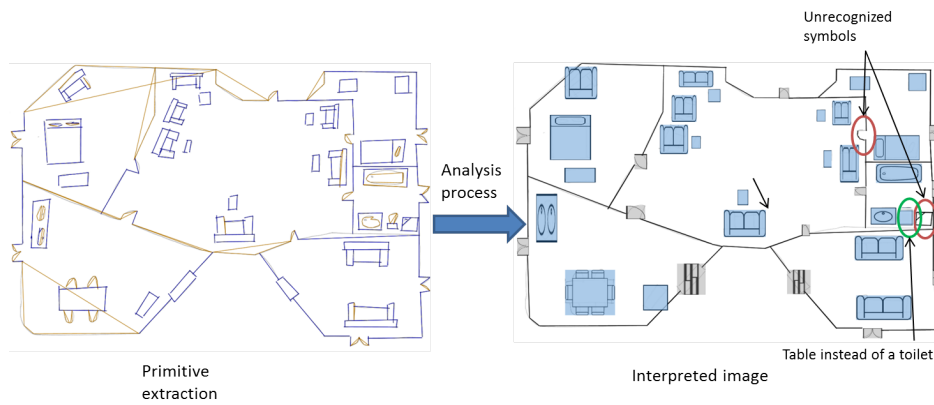 Unrecognized
symbols
Analysis
process
Table instead of a toilet
Primitive
extraction
Interpreted image